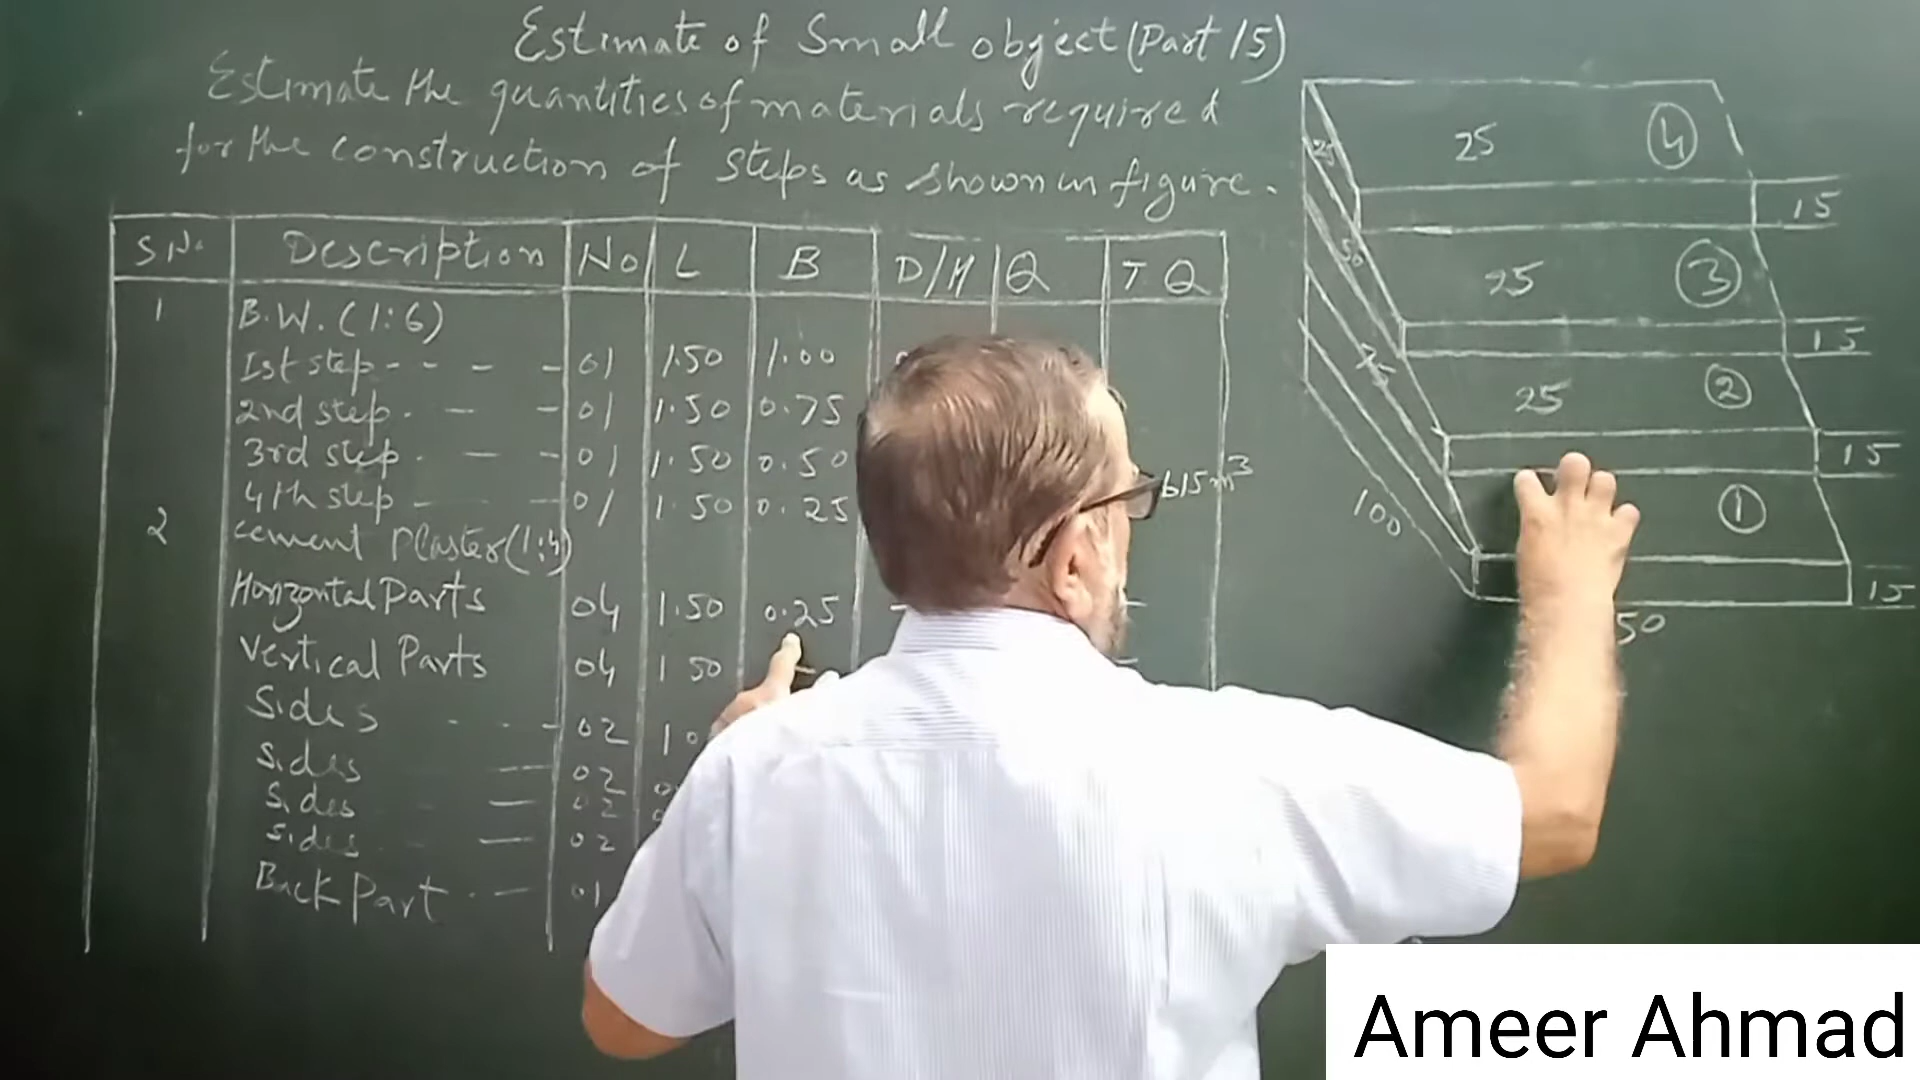 Estimate of Small object (Part 15)
Estimate the quantities of materials required
for the construction of steps as shown in figure.
S N. Description No L B D/H Q T Q
1 B.W. (1:6)
Ist step - - - - 01 1.50 1.00
2nd step. - - 01 1.50 0.75
3rd step. - - 01 1.50 0.50
4th step - - 01 1.50 0.25 615 m3
2 cement Plaster (1:4)
Horizontal Parts 04 1.50 0.25 -
Vertical Parts 04 1 50 -
Sides - - - 02
Sides - 02
Sides - 02
Sides - 02
Back Part . - 01
25 4
15
25 3
50
15
25 2
15
1
100
15
50
Ameer Ahmad